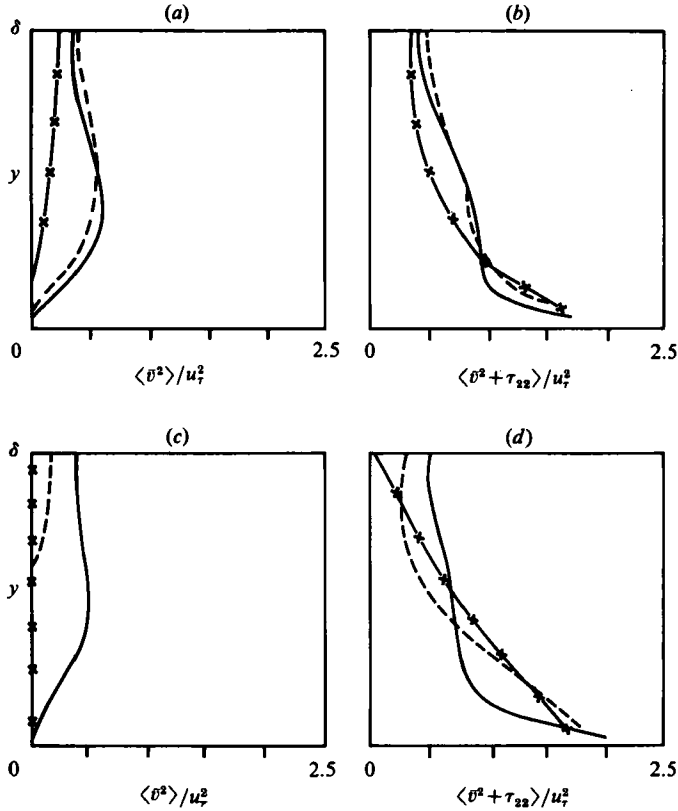 (a) (b)
δ
y
0 2.5 0 2.5
⟨v̄²⟩/u_τ² ⟨v̄² + τ₂₂⟩/u_τ²
(c) (d)
δ
y
0 2.5 0 2.5
⟨v̄²⟩/u_τ² ⟨v̄² + τ₂₂⟩/u_τ²